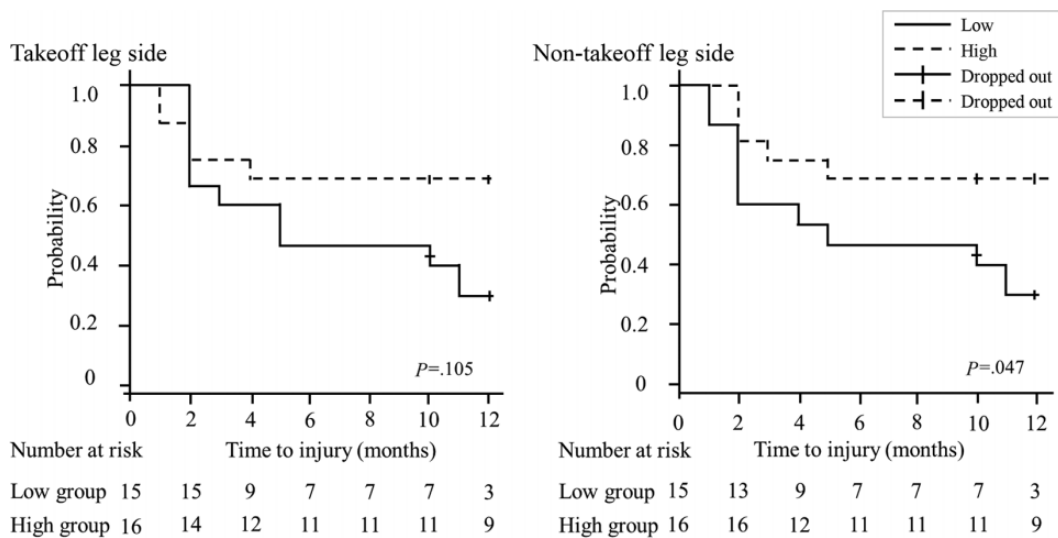 Low
High
Dropped out
Dropped out
Takeoff leg side
Non-takeoff leg side
1.0
0.8
0.6
0.4
0.2
0
Probability
P=.105
0 2 4 6 8 10 12
Time to injury (months)
Number at risk
Low group 15 15 9 7 7 7 3
High group 16 14 12 11 11 11 9
1.0
0.8
0.6
0.4
0.2
0
Probability
P=.047
0 2 4 6 8 10 12
Time to injury (months)
Number at risk
Low group 15 13 9 7 7 7 3
High group 16 16 12 11 11 11 9